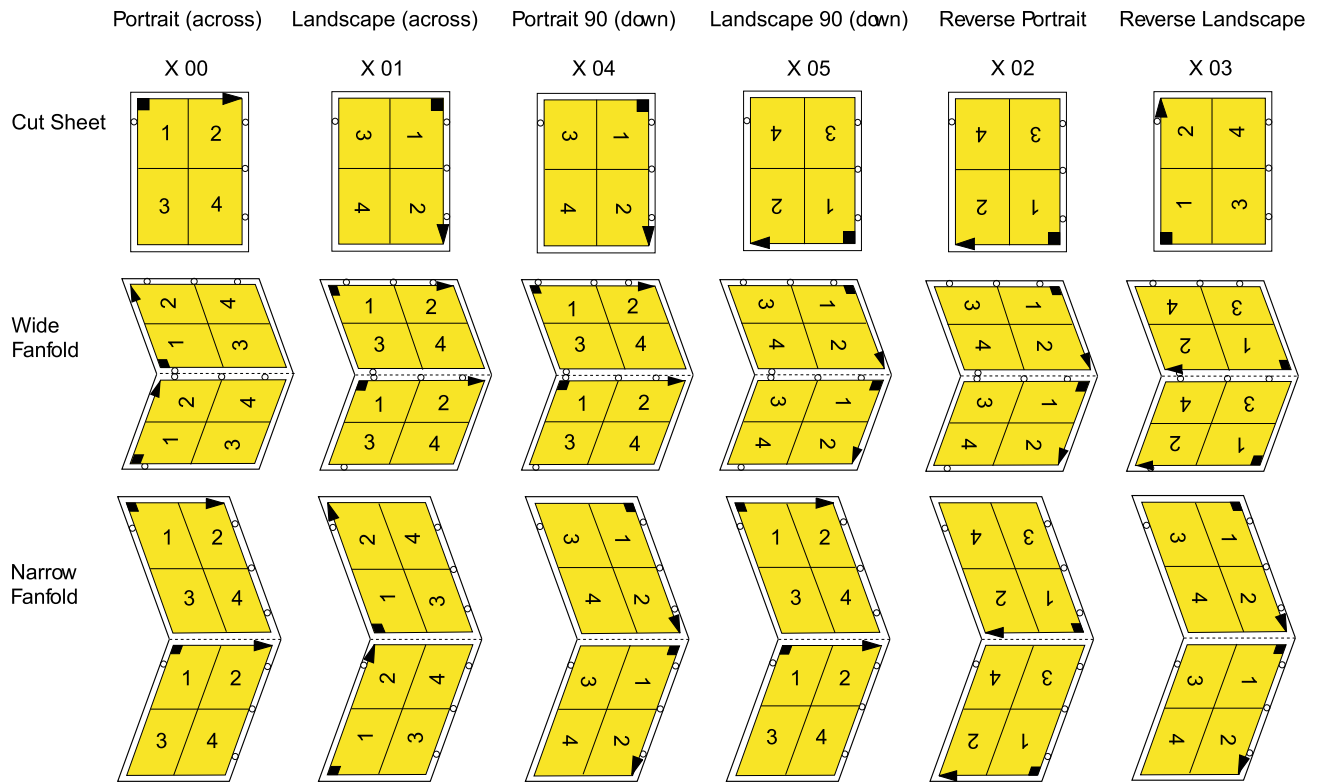 Portrait (across) Landscape (across) Portrait 90 (down) Landscape 90 (down) Reverse Portrait Reverse Landscape
X 00 X 01 X 04 X 05 X 02 X 03
Cut Sheet
1 2 3 1 3 1 4 3 4 3 2 4
3 4 4 2 4 2 2 1 2 1 1 3
Wide
Fanfold
2 4 1 2 1 2 3 1 3 1 4 3
1 3 3 4 3 4 4 2 4 2 2 1
2 4 1 2 1 2 3 1 3 1 4 3
1 3 3 4 3 4 4 2 4 2 2 1
Narrow
Fanfold
1 2 2 4 3 1 1 2 4 3 3 1
3 4 1 3 4 2 3 4 2 1 4 2
1 2 2 4 3 1 1 2 4 3 3 1
3 4 1 3 4 2 3 4 2 1 4 2